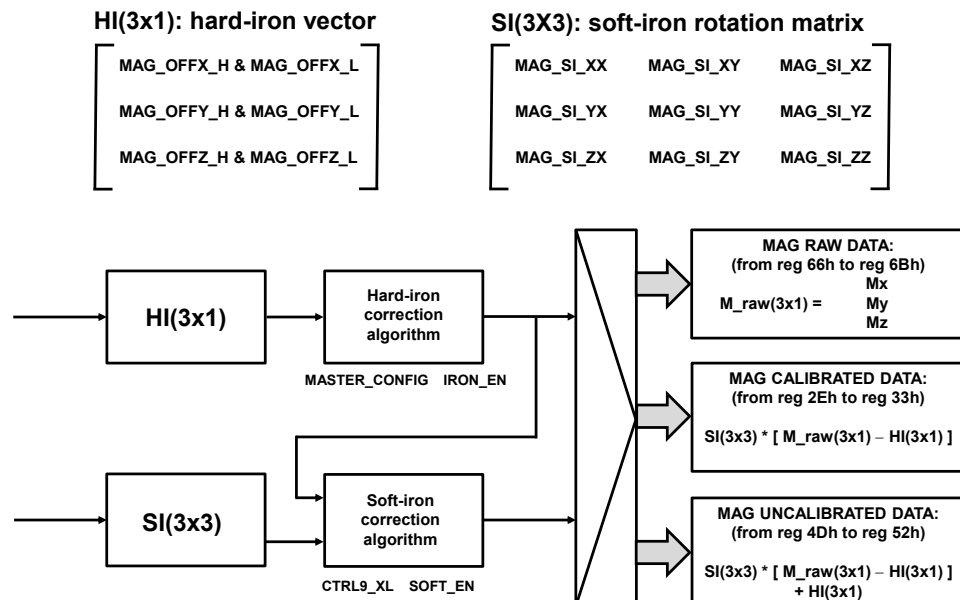 HI(3x1): hard-iron vector
MAG_OFFX_H & MAG_OFFX_L
MAG_OFFY_H & MAG_OFFY_L
MAG_OFFZ_H & MAG_OFFZ_L
SI(3X3): soft-iron rotation matrix
MAG_SI_XX MAG_SI_XY MAG_SI_XZ
MAG_SI_YX MAG_SI_YY MAG_SI_YZ
MAG_SI_ZX MAG_SI_ZY MAG_SI_ZZ
HI(3x1)
Hard-iron
correction
algorithm
MASTER_CONFIG IRON_EN
SI(3x3)
Soft-iron
correction
algorithm
CTRL9_XL SOFT_EN
MAG RAW DATA:
(from reg 66h to reg 6Bh)
Mx
M_raw(3x1) = My
Mz
MAG CALIBRATED DATA:
(from reg 2Eh to reg 33h)
SI(3x3) * [ M_raw(3x1) – HI(3x1) ]
MAG UNCALIBRATED DATA:
(from reg 4Dh to reg 52h)
SI(3x3) * [ M_raw(3x1) – HI(3x1) ]
+ HI(3x1)